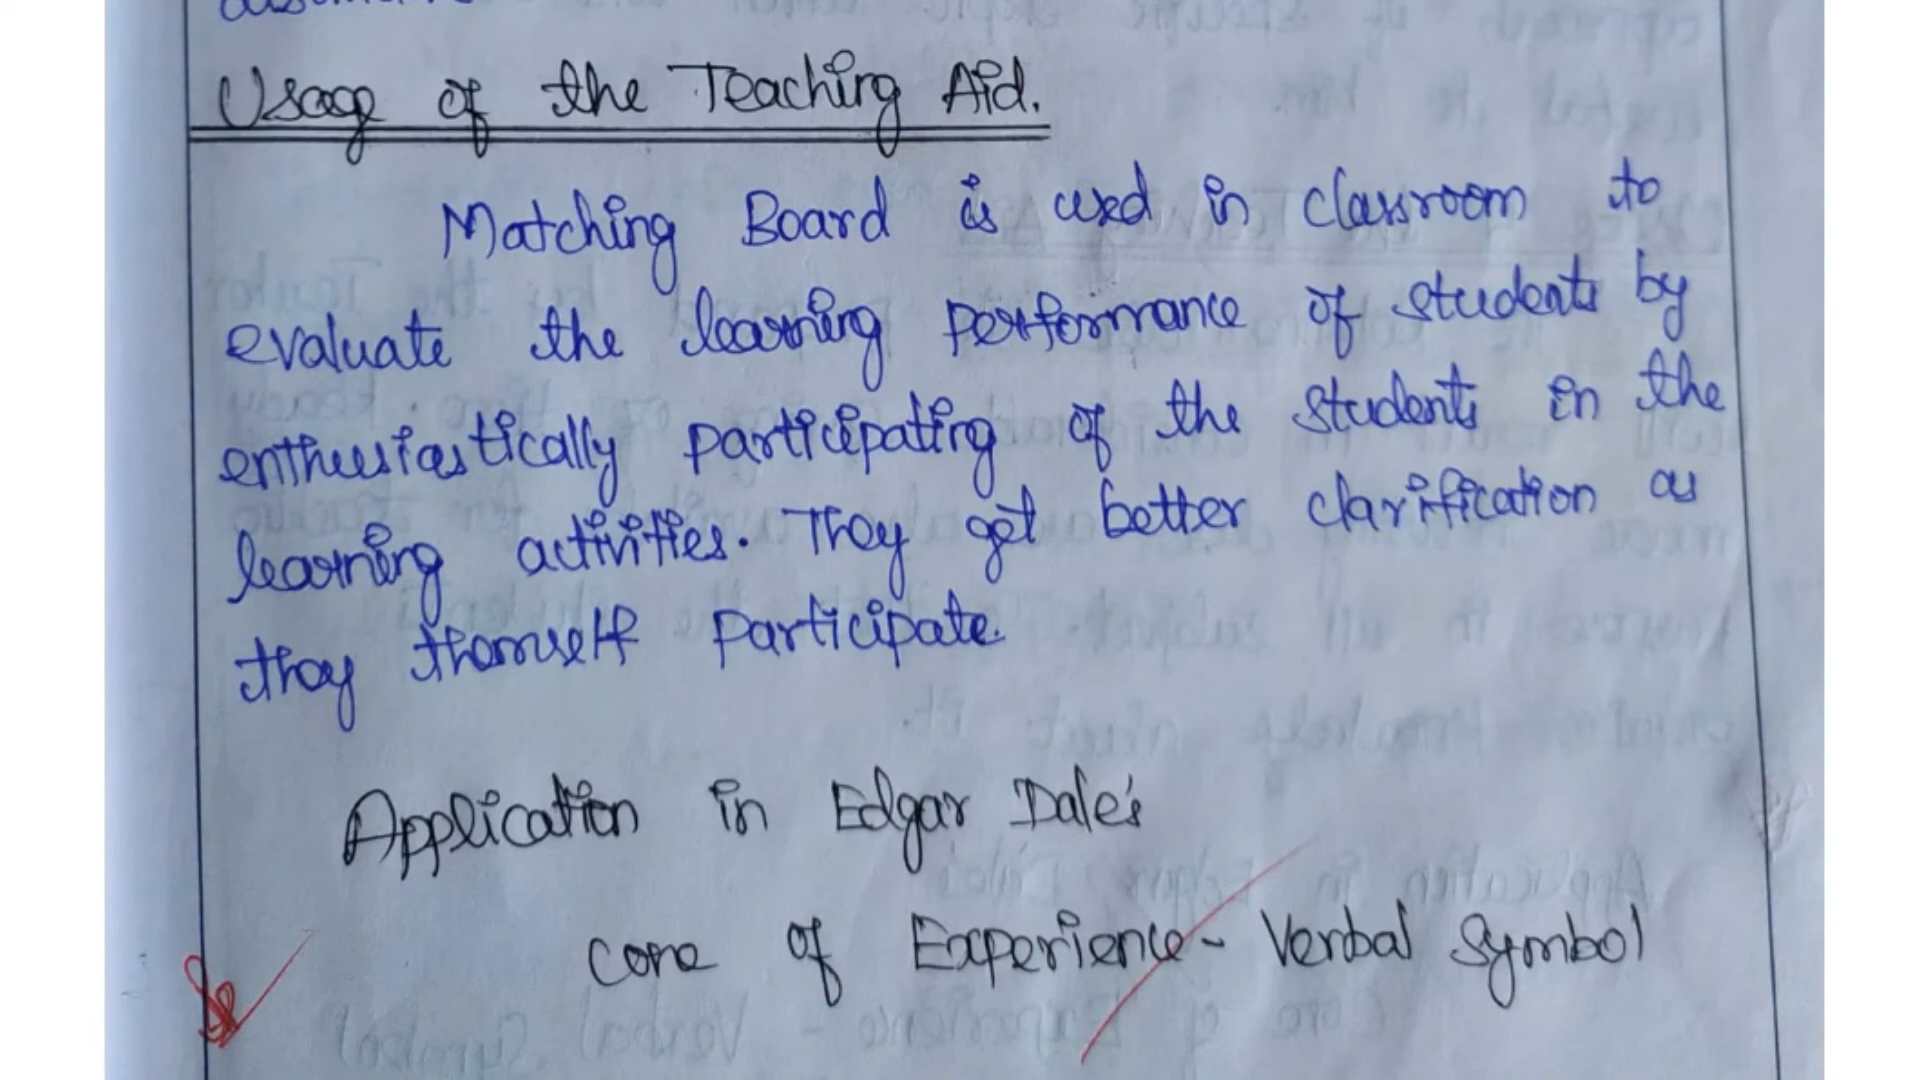 Usage of the Teaching Aid.
Matching Board is used in classroom to
evaluate the learning performance of students by
enthusiastically participating of the students in the
learning activities. They get better clarification as
they themself participate.
Application in Edgar Dale's
Cone of Experience - Verbal Symbol